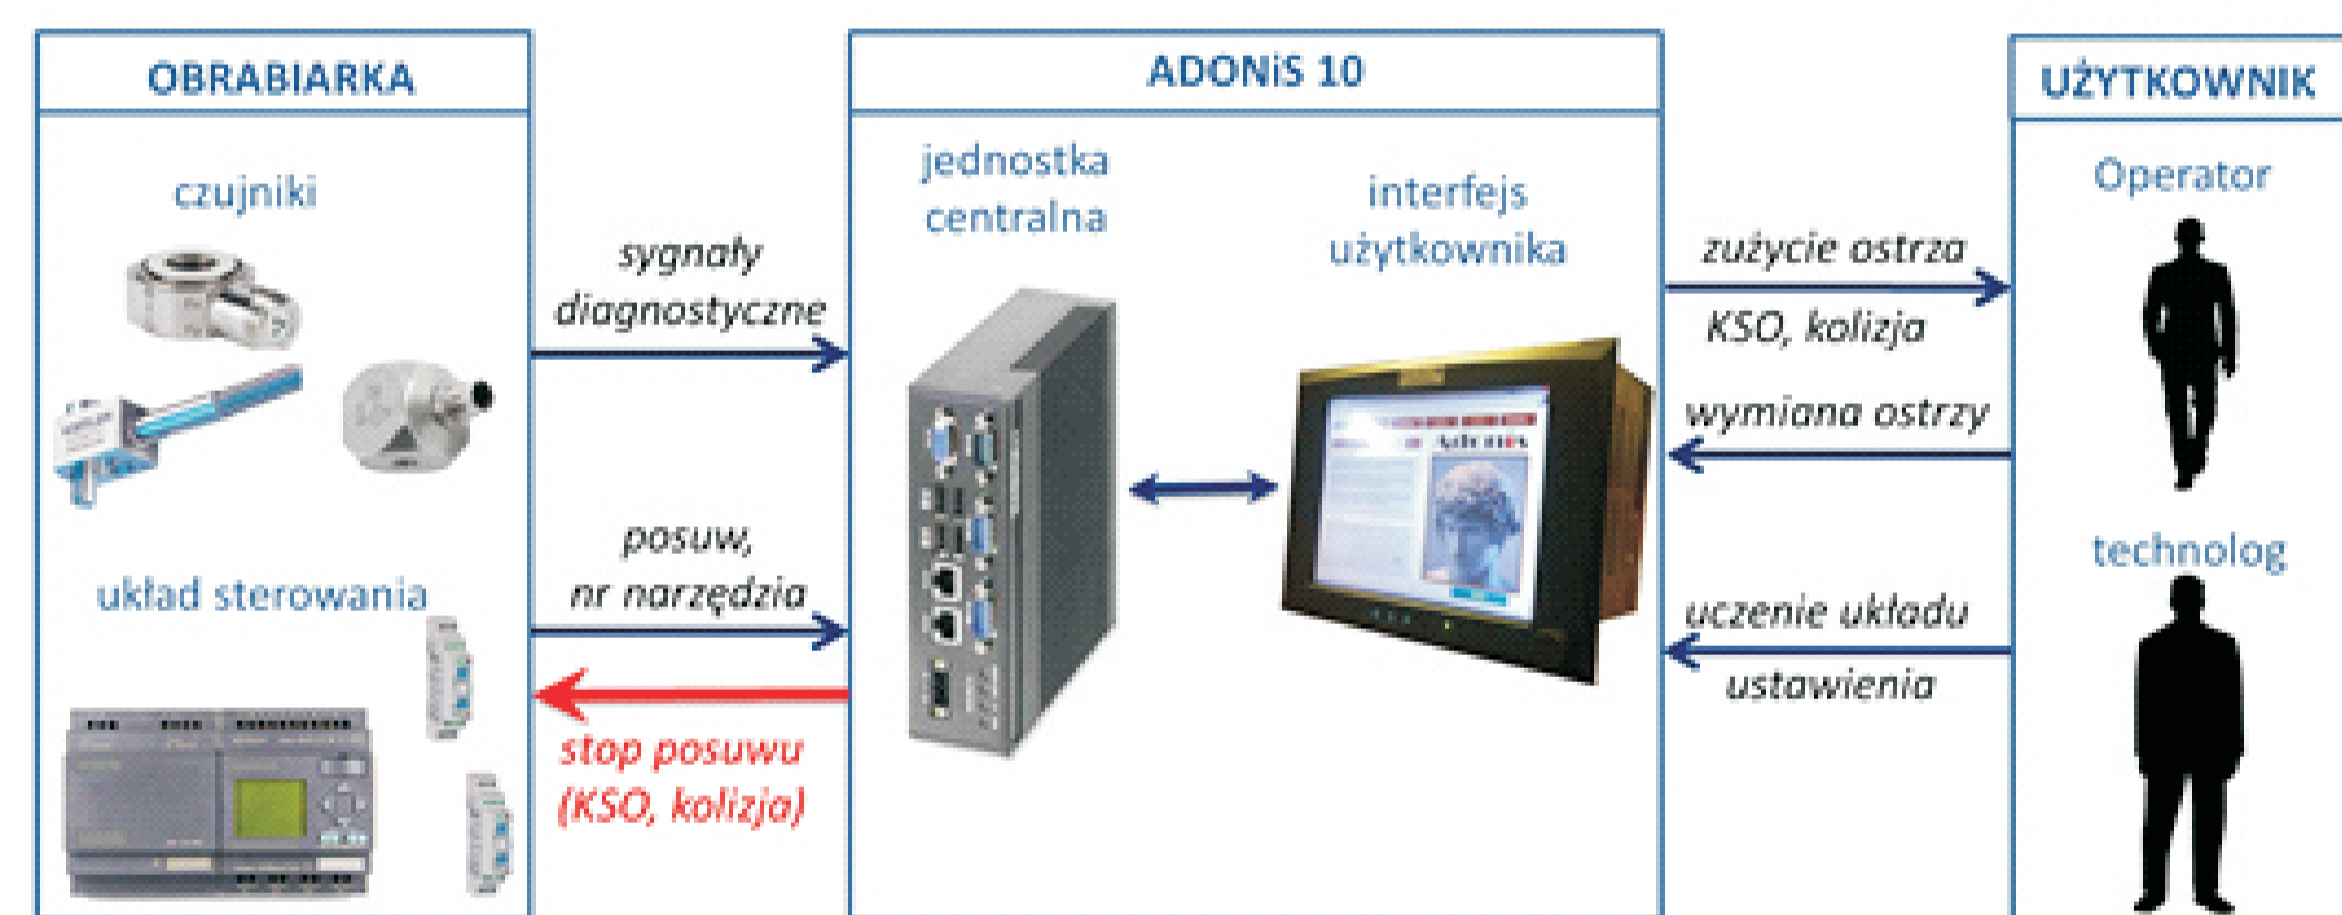 OBRABIARKA
czujniki
układ sterowania
sygnały
diagnostyczne
posuw,
nr narzędzia
stop posuwu
(KSO, kolizja)
ADONiS 10
jednostka
centralna
interfejs
użytkownika
Adonis
zużycie ostrza
KSO, kolizja
wymiana ostrzy
uczenie układu
ustawienia
UŻYTKOWNIK
Operator
technolog